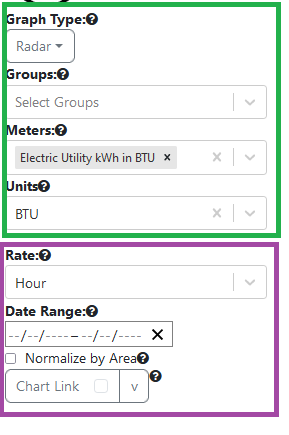 Graph Type:?
Radar
Groups:?
Select Groups
Meters:?
Electric Utility kWh in BTU ×
Units?
BTU
Rate:?
Hour
Date Range:?
--/--/----–--/--/----
Normalize by Area?
Chart Link v ?